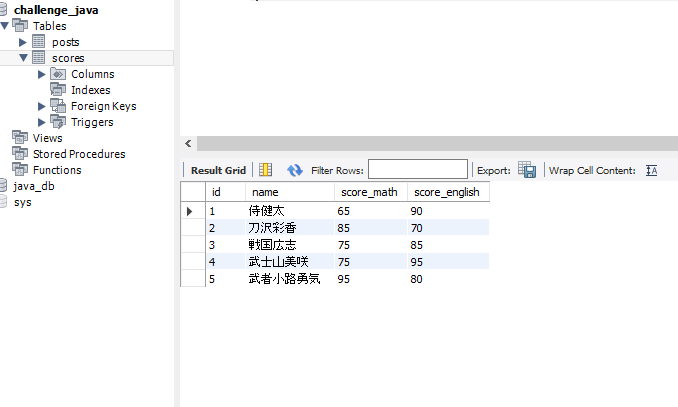 challenge_java
Tables
posts
scores
Columns
Indexes
Foreign Keys
Triggers
Views
Stored Procedures
Functions
java_db
sys
Result Grid Filter Rows: Export: Wrap Cell Content:
id name score_math score_english
1 侍健太 65 90
2 刀沢彩香 85 70
3 戦国広志 75 85
4 武士山美咲 75 95
5 武者小路勇気 95 80